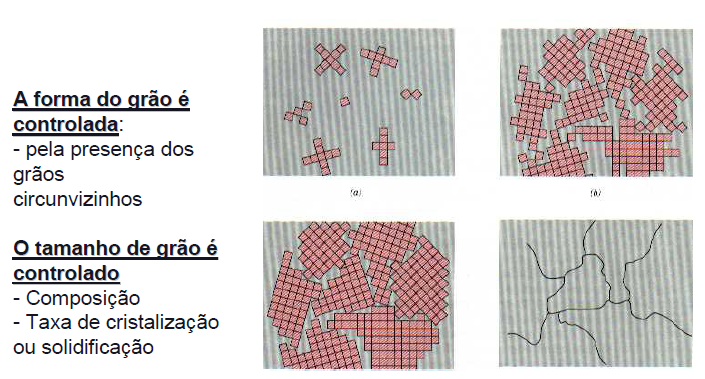 A forma do grão é
controlada:
- pela presença dos
grãos
circunvizinhos
O tamanho de grão é
controlado
- Composição
- Taxa de cristalização
ou solidificação
(a)
(b)